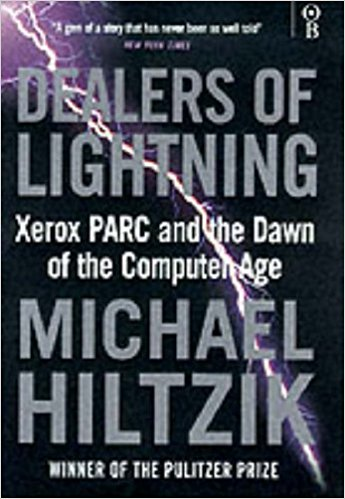 "A gem of a story that has never been so well told"
NEW YORK TIMES
O
B
DEALERS OF
LIGHTNING
Xerox PARC and the Dawn
of the Computer Age
MICHAEL
HILTZIK
WINNER OF THE PULITZER PRIZE